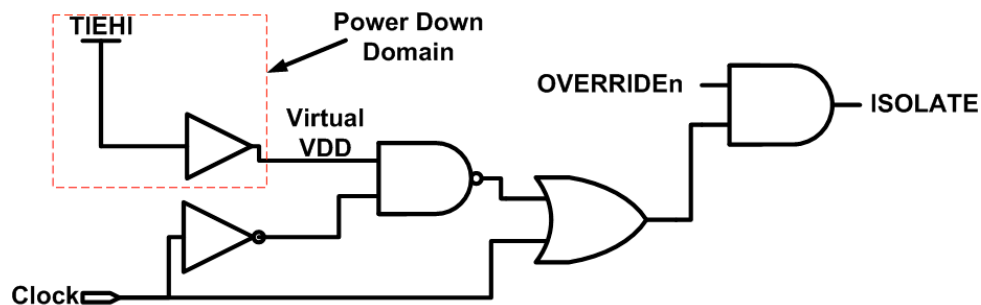 TIEHI
Power Down
Domain
Virtual
VDD
OVERRIDEn
ISOLATE
Clock